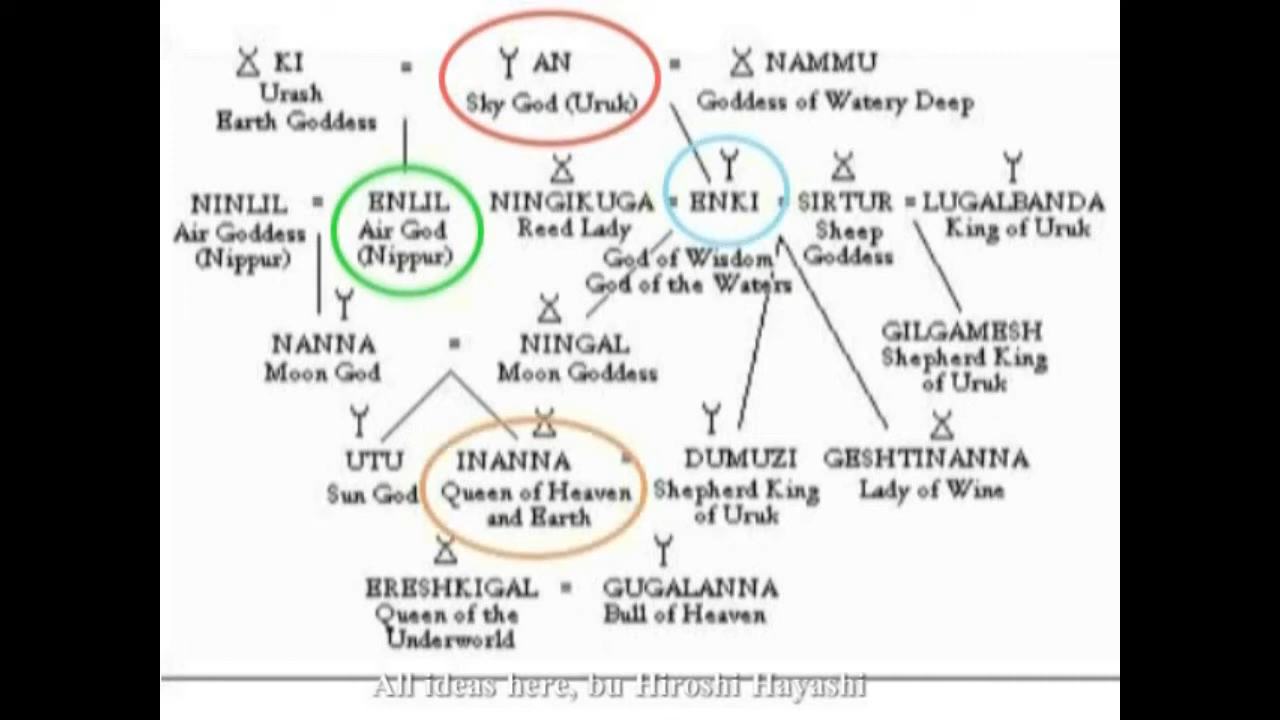 KI = AN = NAMMU
Urash Sky God (Uruk) Goddess of Watery Deep
Earth Goddess
NINLIL = ENLIL NINGIKUGA = ENKI = SIRTUR = LUGALBANDA
Air Goddess Air God Reed Lady Sheep King of Uruk
(Nippur) (Nippur) God of Wisdom Goddess
God of the Waters
NANNA = NINGAL GILGAMESH
Moon God Moon Goddess Shepherd King
of Uruk
UTU INANNA = DUMUZI GESHTINANNA
Sun God Queen of Heaven Shepherd King Lady of Wine
and Earth of Uruk
ERESHKIGAL = GUGALANNA
Queen of the Bull of Heaven
Underworld
All ideas here, bu Hiroshi Hayashi